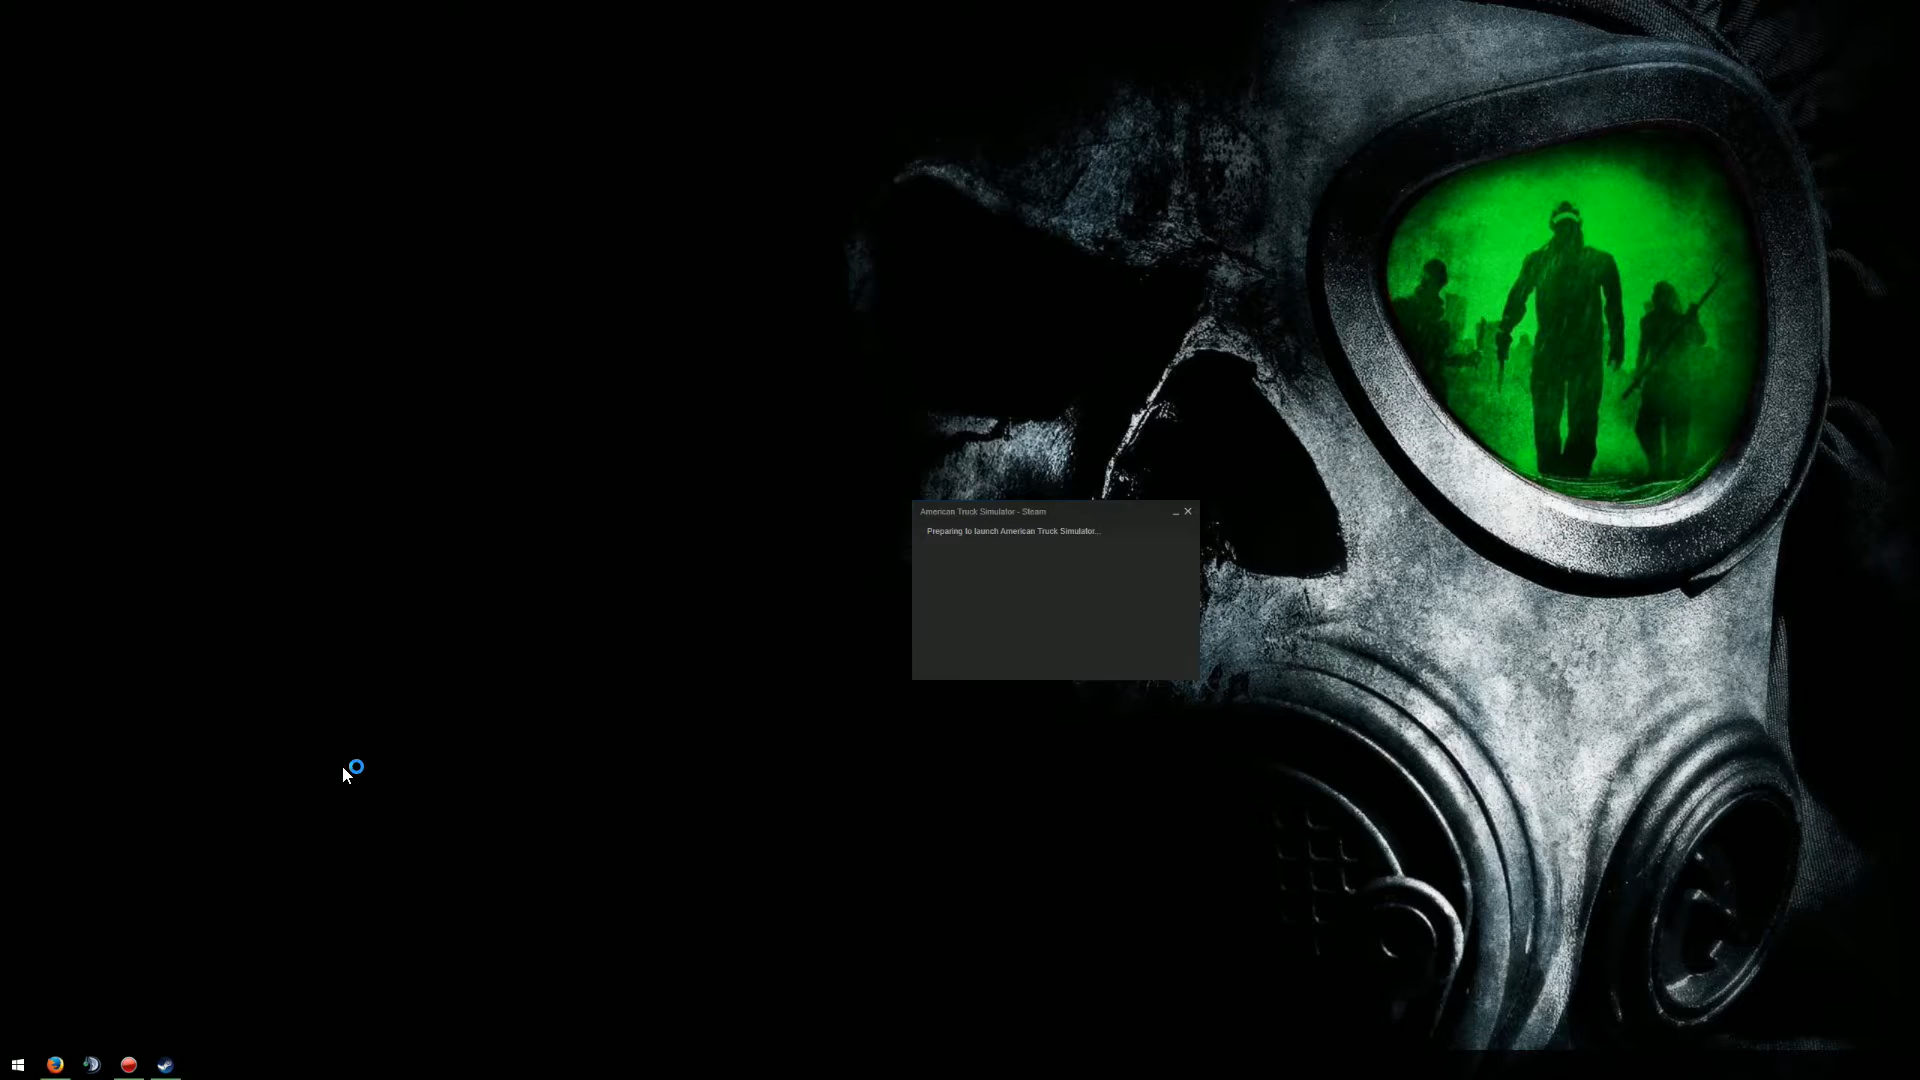 American Truck Simulator - Steam
Preparing to launch American Truck Simulator...